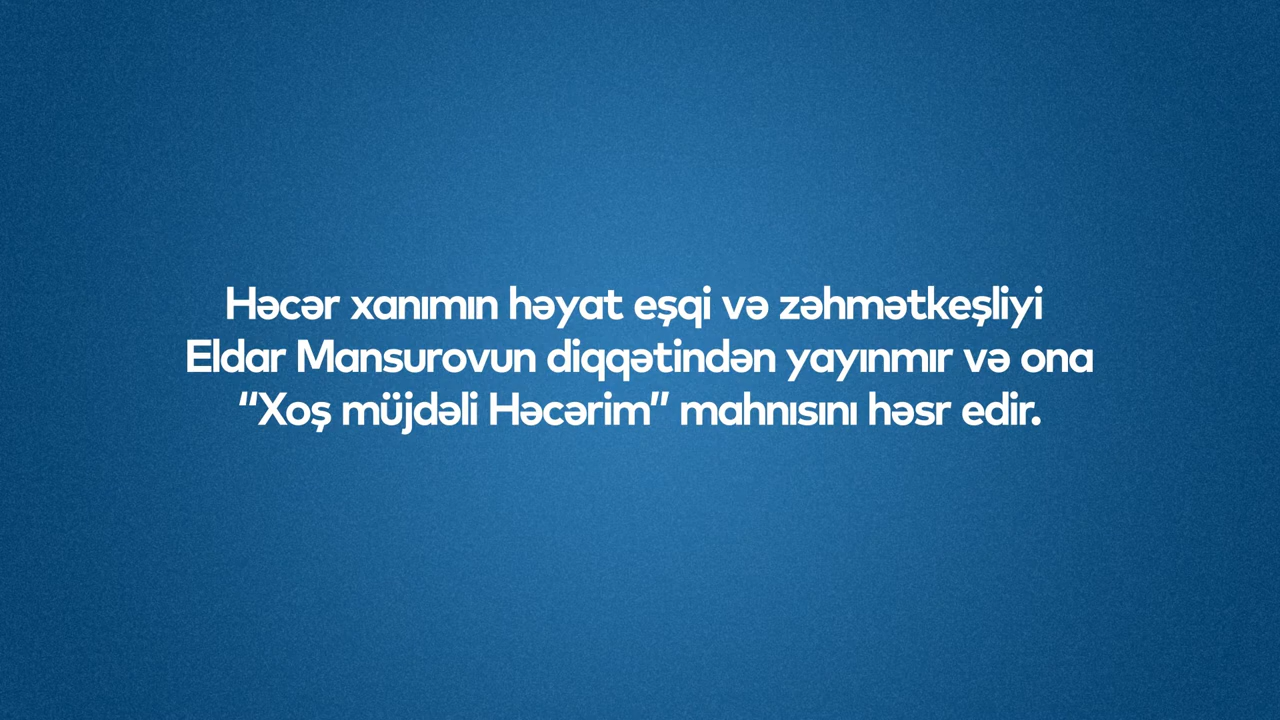 Həcər xanımın həyat eşqi və zəhmətkeşliyi
Eldar Mansurovun diqqətindən yayınmır və ona
“Xoş müjdəli Həcərim” mahnısını həsr edir.